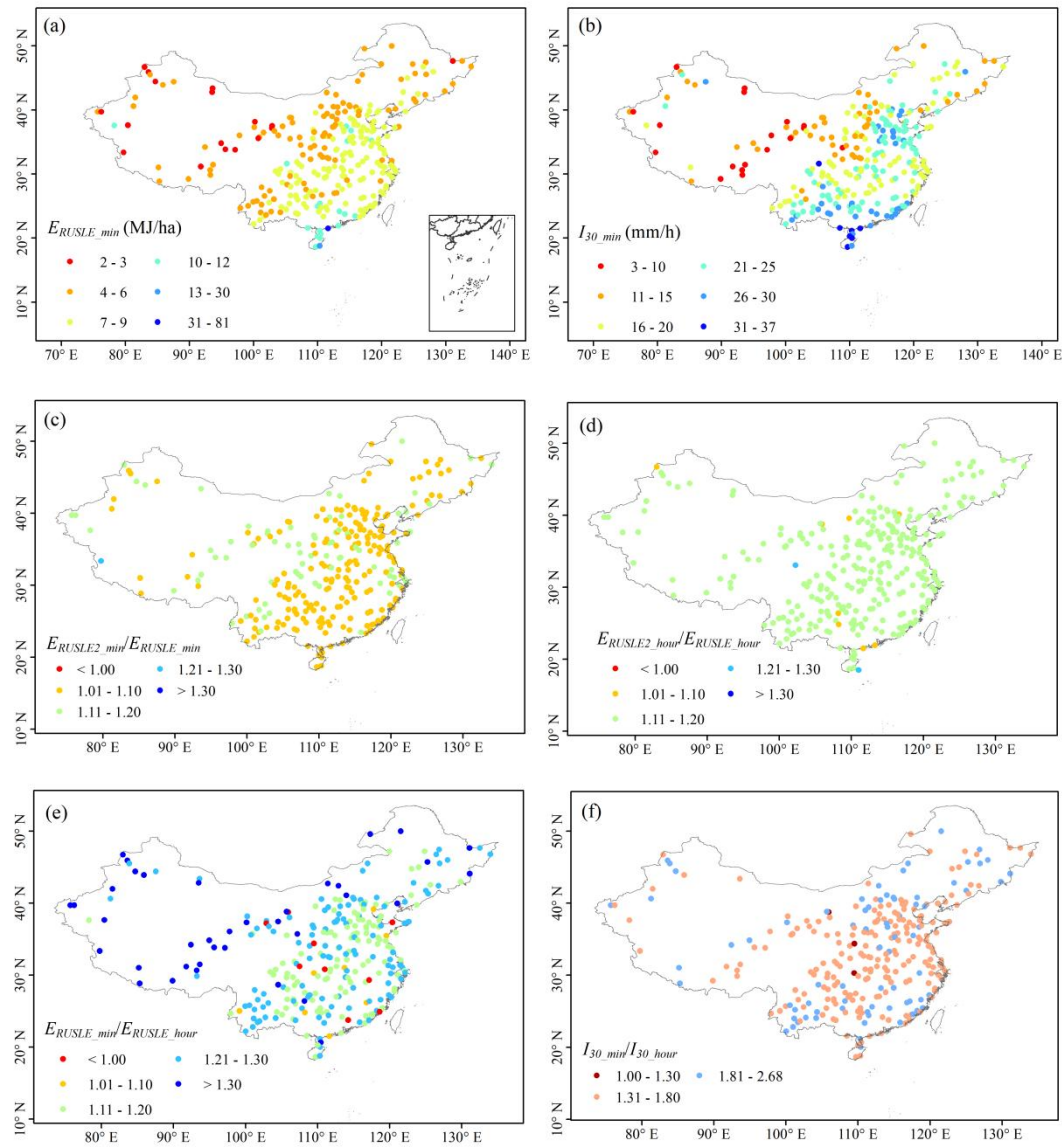 (a)
50° N
40° N
30° N
20° N
10° N
E_RUSLE_min (MJ/ha)
2 - 3
10 - 12
4 - 6
13 - 30
7 - 9
31 - 81
70° E 80° E 90° E 100° E 110° E 120° E 130° E 140° E
(b)
50° N
40° N
30° N
20° N
10° N
I_30_min (mm/h)
3 - 10
21 - 25
11 - 15
26 - 30
16 - 20
31 - 37
70° E 80° E 90° E 100° E 110° E 120° E 130° E 140° E
(c)
50° N
40° N
30° N
20° N
10° N
E_RUSLE2_min/E_RUSLE_min
< 1.00
1.21 - 1.30
1.01 - 1.10
> 1.30
1.11 - 1.20
80° E 90° E 100° E 110° E 120° E 130° E
(d)
50° N
40° N
30° N
20° N
10° N
E_RUSLE2_hour/E_RUSLE_hour
< 1.00
1.21 - 1.30
1.01 - 1.10
> 1.30
1.11 - 1.20
80° E 90° E 100° E 110° E 120° E 130° E
(e)
50° N
40° N
30° N
20° N
10° N
E_RUSLE_min/E_RUSLE_hour
< 1.00
1.21 - 1.30
1.01 - 1.10
> 1.30
1.11 - 1.20
80° E 90° E 100° E 110° E 120° E 130° E
(f)
50° N
40° N
30° N
20° N
10° N
I_30_min/I_30_hour
1.00 - 1.30
1.81 - 2.68
1.31 - 1.80
80° E 90° E 100° E 110° E 120° E 130° E